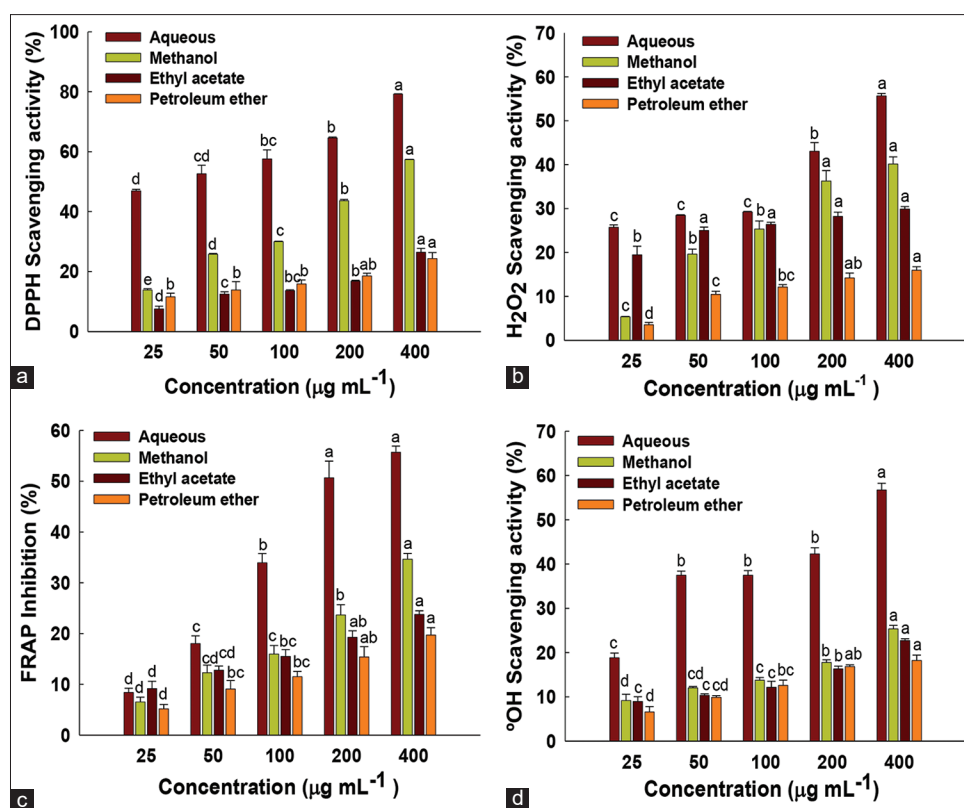 100
80
60
40
20
0
DPPH Scavenging activity (%)
Aqueous
Methanol
Ethyl acetate
Petroleum ether
d e d b
cd d c b
bc c bc b
b b b ab
a a a a
25 50 100 200 400
Concentration (µg mL⁻¹)
a
70
60
50
40
30
20
10
0
H2O2 Scavenging activity (%)
Aqueous
Methanol
Ethyl acetate
Petroleum ether
c c b d
c b a c
c b a bc
b a a ab
a a a a
25 50 100 200 400
Concentration (µg mL⁻¹)
b
60
50
40
30
20
10
0
FRAP Inhibition (%)
Aqueous
Methanol
Ethyl acetate
Petroleum ether
d d d d
c cd cd bc
b c bc bc
a b ab ab
a a a a
25 50 100 200 400
Concentration (µg mL⁻¹)
c
70
60
50
40
30
20
10
0
ºOH Scavenging activity (%)
Aqueous
Methanol
Ethyl acetate
Petroleum ether
c d c d
b cd c cd
b c c bc
b b b ab
a a a a
25 50 100 200 400
Concentration (µg mL⁻¹)
d